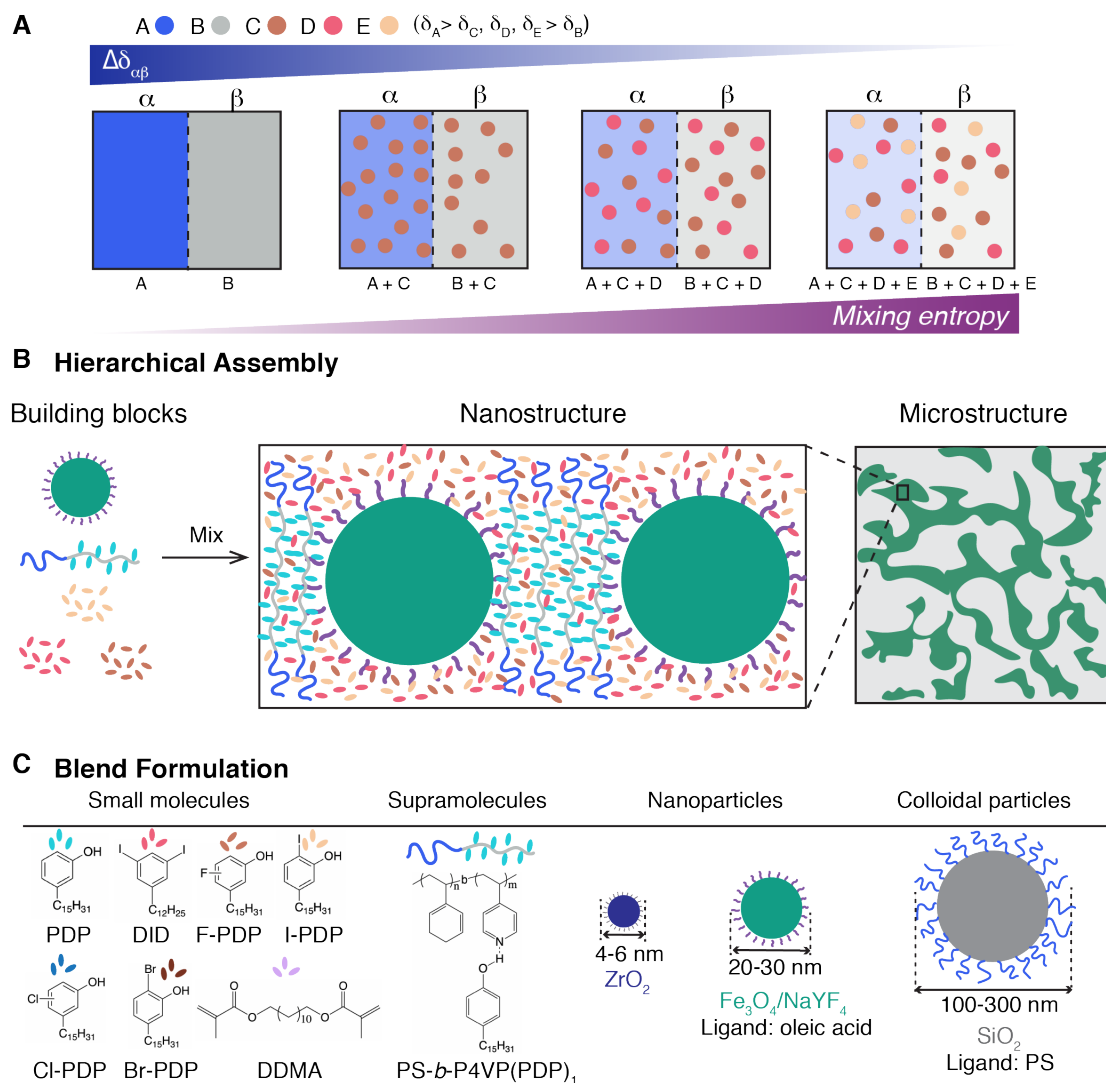 A
A B C D E (δA > δC, δD, δE > δB)
Δδαβ
α β α β α β α β
A B A + C B + C A + C + D B + C + D A + C + D + E B + C + D + E
Mixing entropy
B Hierarchical Assembly
Building blocks Nanostructure Microstructure
Mix
C Blend Formulation
Small molecules Supramolecules Nanoparticles Colloidal particles
OH I I F OH I OH
C15H31 C12H25 C15H31 C15H31
PDP DID F-PDP I-PDP
Cl OH Br OH O O 10 O O
C15H31 C15H31
Cl-PDP Br-PDP DDMA
n b m
N
H
O
C15H31
PS-b-P4VP(PDP)1
4-6 nm
ZrO2
20-30 nm
Fe3O4/NaYF4
Ligand: oleic acid
100-300 nm
SiO2
Ligand: PS